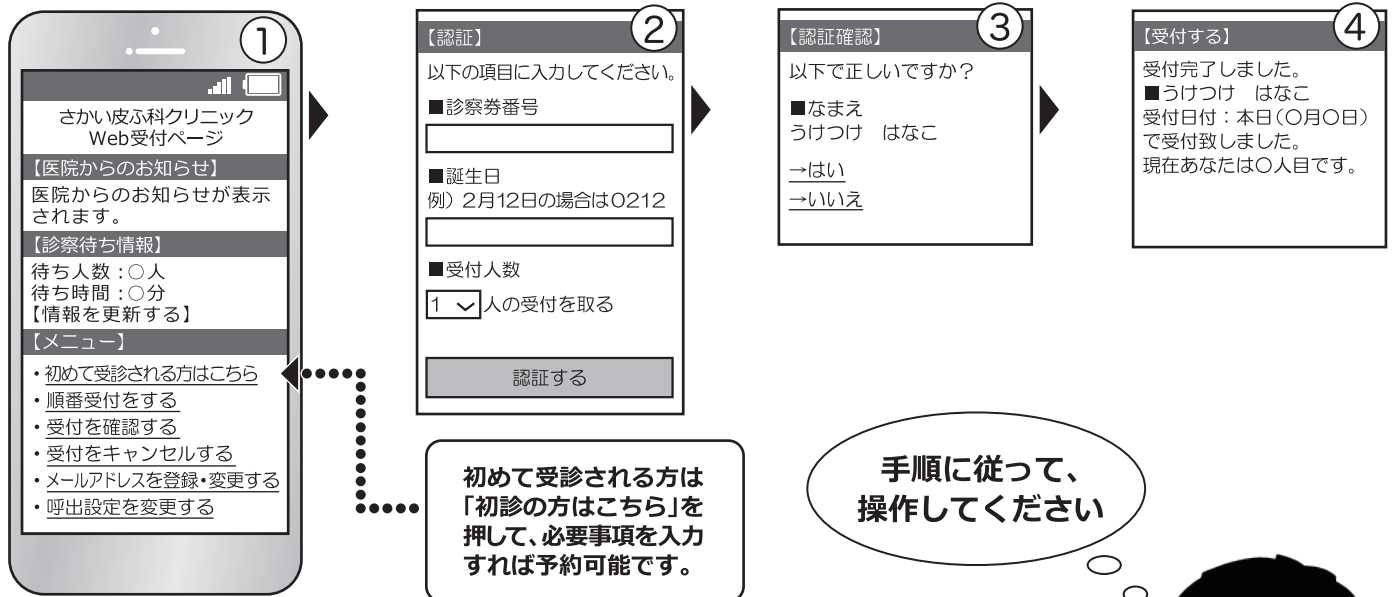 ①
さかい皮ふ科クリニック
Web受付ページ
【医院からのお知らせ】
医院からのお知らせが表示
されます。
【診察待ち情報】
待ち人数：○人
待ち時間：○分
【情報を更新する】
【メニュー】
・初めて受診される方はこちら
・順番受付をする
・受付を確認する
・受付をキャンセルする
・メールアドレスを登録・変更する
・呼出設定を変更する
②
【認証】
以下の項目に入力してください。
■診察券番号
■誕生日
例）2月12日の場合は0212
■受付人数
1 人の受付を取る
認証する
③
【認証確認】
以下で正しいですか？
■なまえ
うけつけ　はなこ
→はい
→いいえ
④
【受付する】
受付完了しました。
■うけつけ　はなこ
受付日付：本日（○月○日）
で受付致しました。
現在あなたは○人目です。
初めて受診される方は
「初診の方はこちら」を
押して、必要事項を入力
すれば予約可能です。
手順に従って、
操作してください